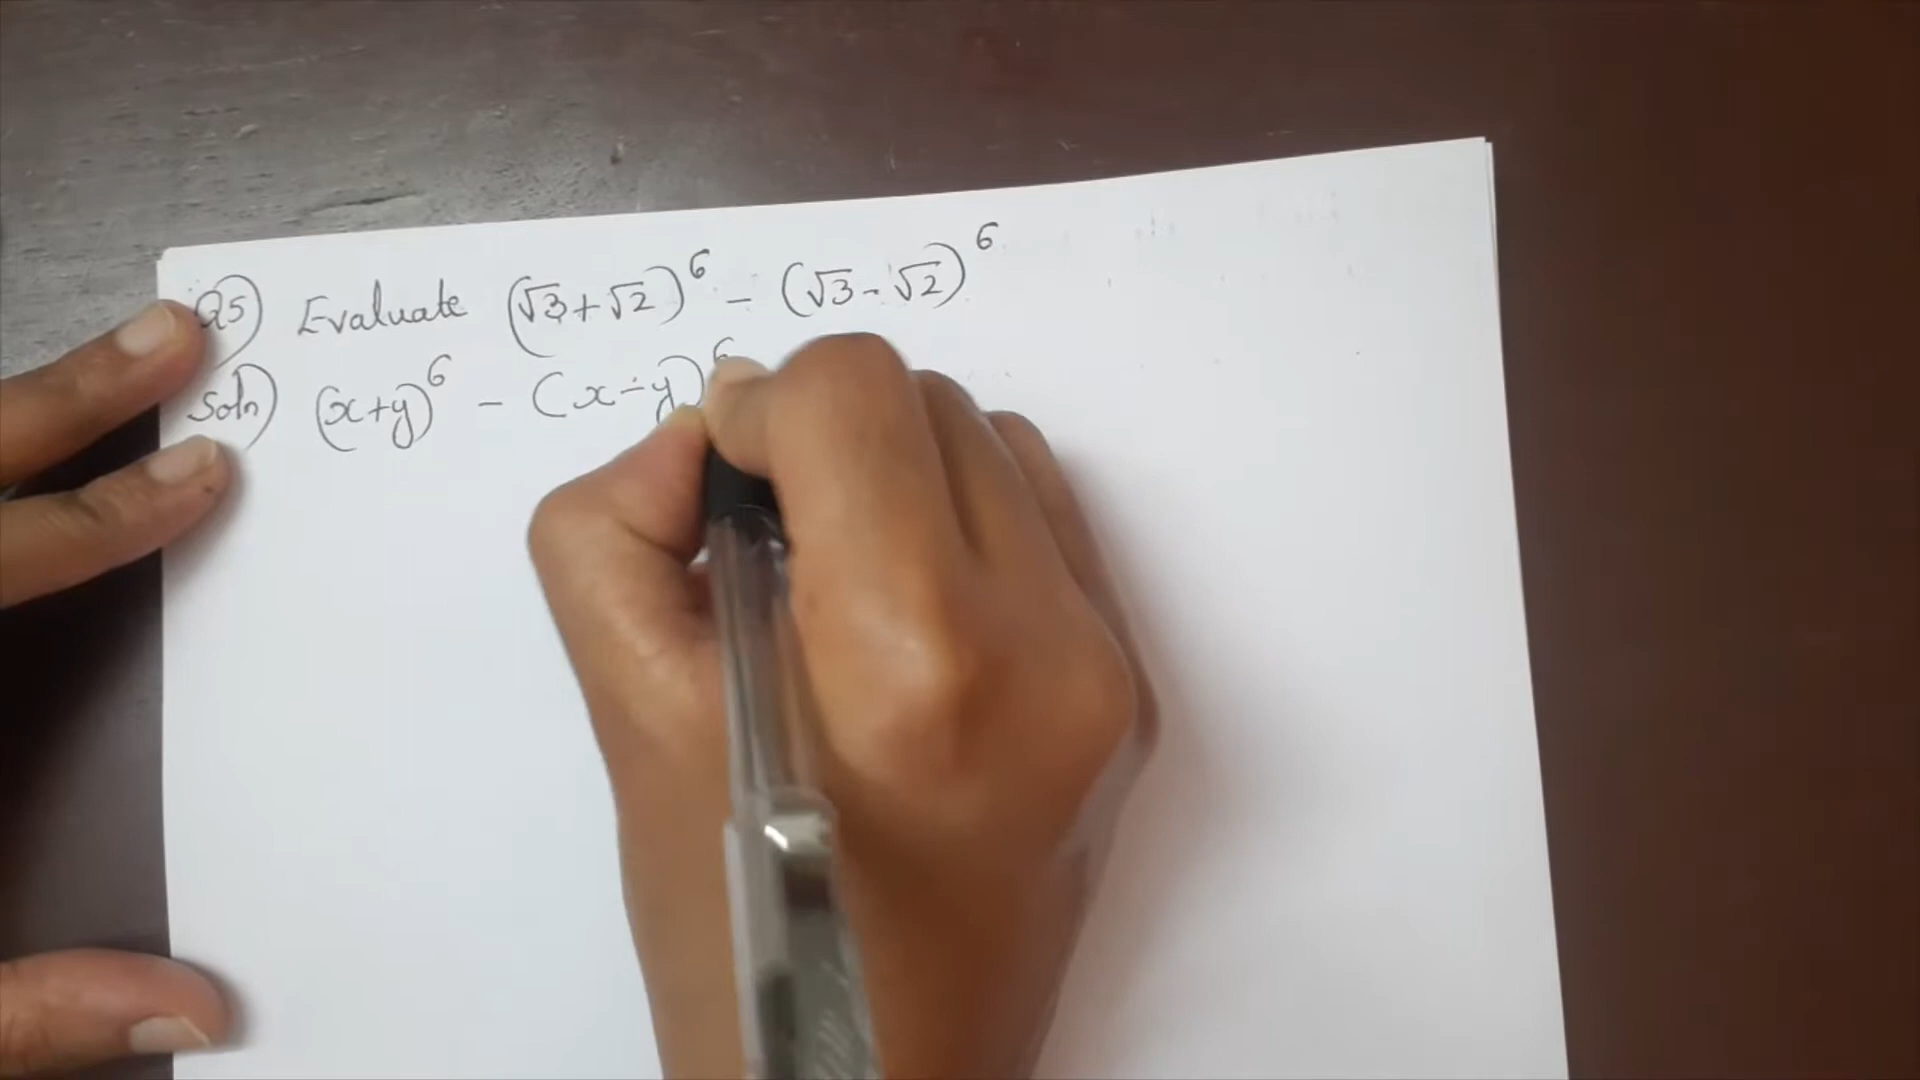 Q5) Evaluate (√3+√2)⁶ - (√3-√2)⁶
Soln) (x+y)⁶ - (x-y)⁶